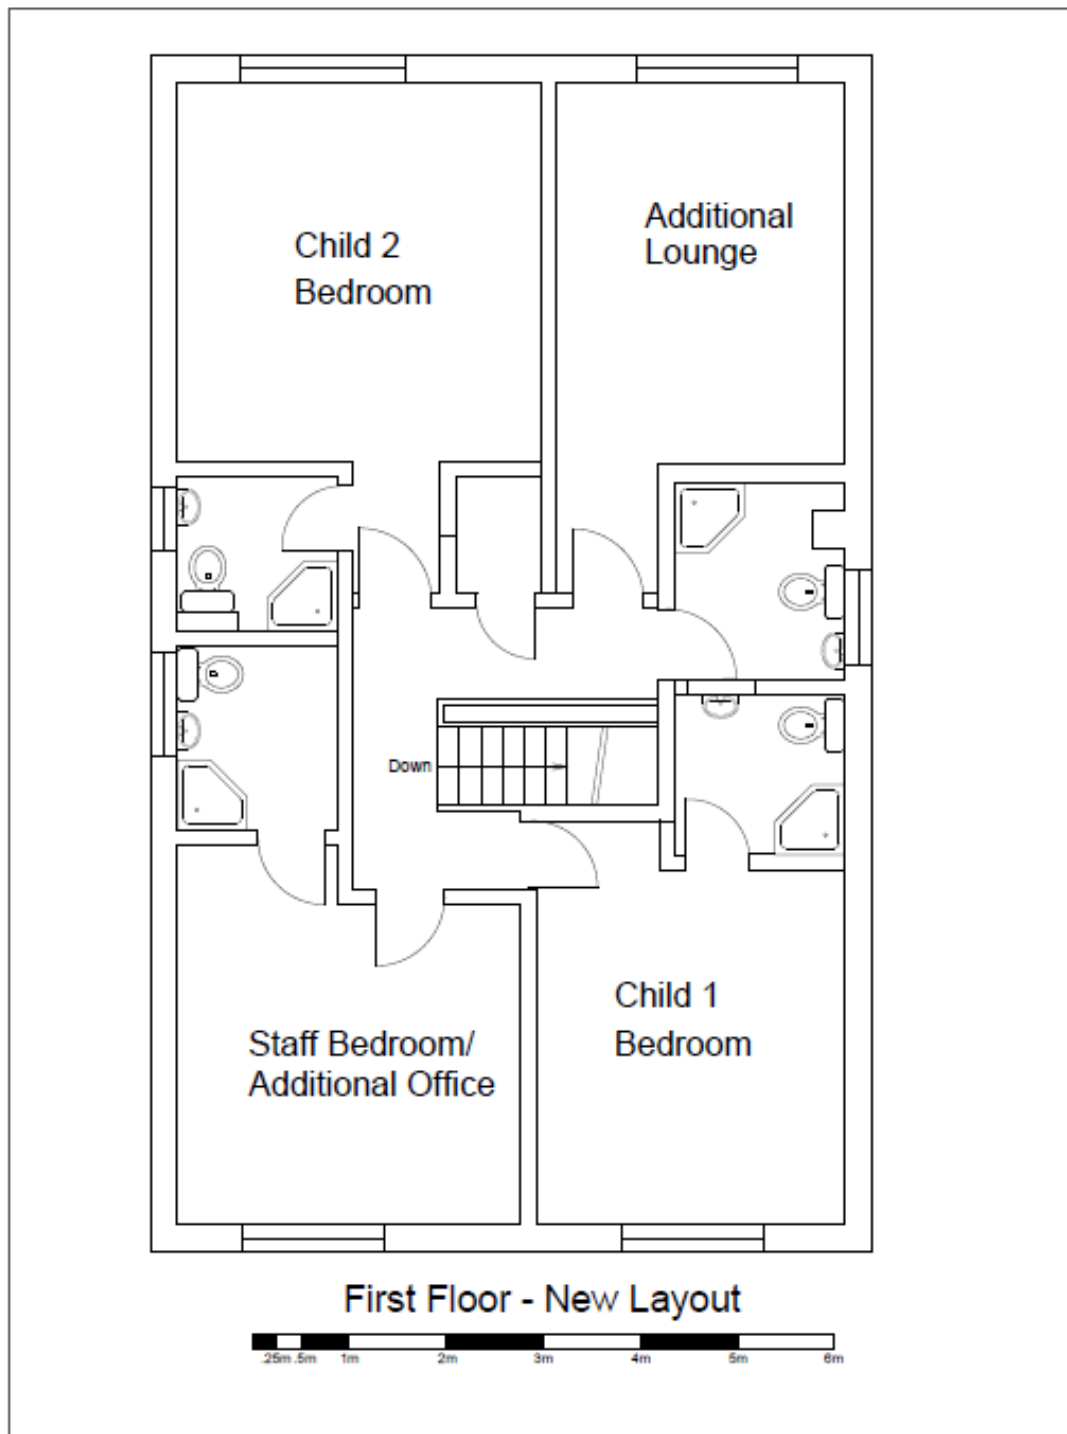 Child 2
Bedroom
Additional
Lounge
Down
Child 1
Bedroom
Staff Bedroom/
Additional Office
First Floor - New Layout
.25m .5m 1m 2m 3m 4m 5m 6m